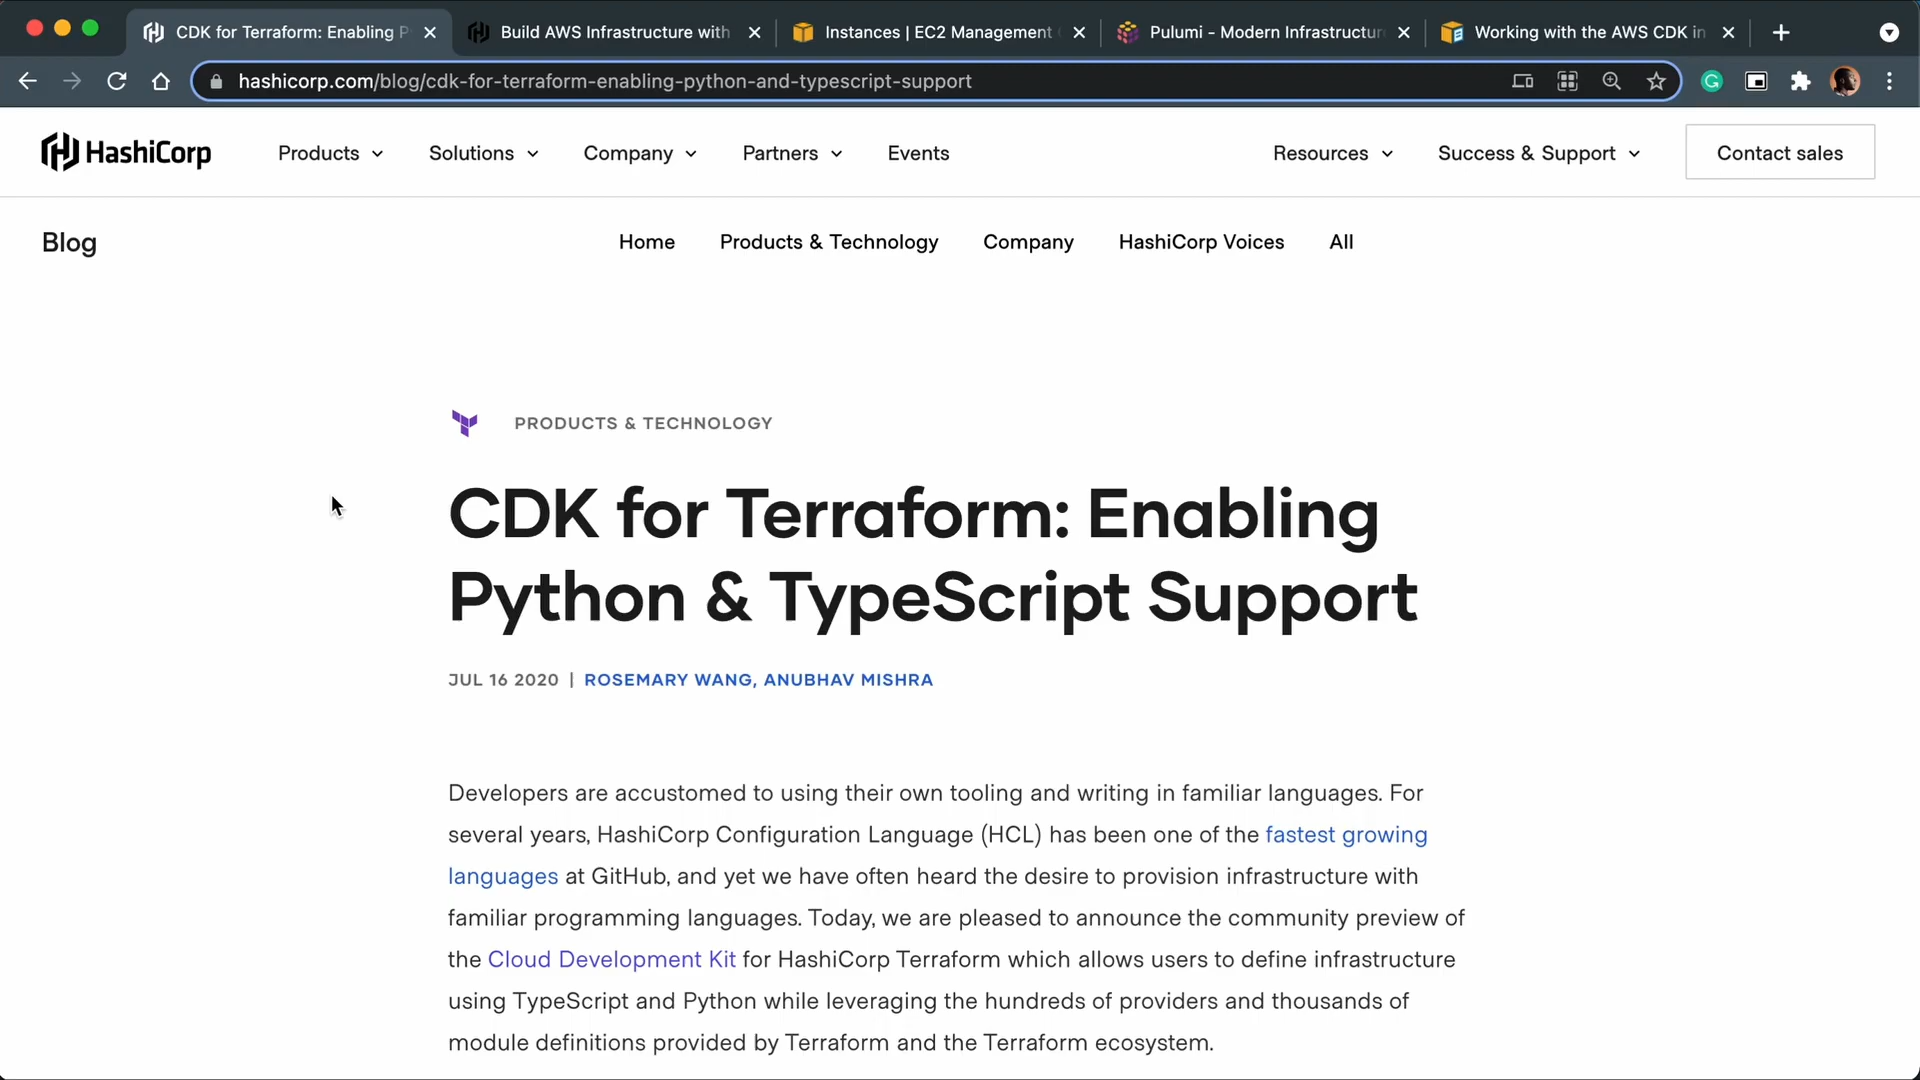 CDK for Terraform: Enabling P
Build AWS Infrastructure with
Instances | EC2 Management
Pulumi - Modern Infrastructur
Working with the AWS CDK in
hashicorp.com/blog/cdk-for-terraform-enabling-python-and-typescript-support
HashiCorp
Products
Solutions
Company
Partners
Events
Resources
Success & Support
Contact sales
Blog
Home
Products & Technology
Company
HashiCorp Voices
All
PRODUCTS & TECHNOLOGY
CDK for Terraform: Enabling
Python & TypeScript Support
JUL 16 2020 | ROSEMARY WANG, ANUBHAV MISHRA
Developers are accustomed to using their own tooling and writing in familiar languages. For
several years, HashiCorp Configuration Language (HCL) has been one of the fastest growing
languages at GitHub, and yet we have often heard the desire to provision infrastructure with
familiar programming languages. Today, we are pleased to announce the community preview of
the Cloud Development Kit for HashiCorp Terraform which allows users to define infrastructure
using TypeScript and Python while leveraging the hundreds of providers and thousands of
module definitions provided by Terraform and the Terraform ecosystem.